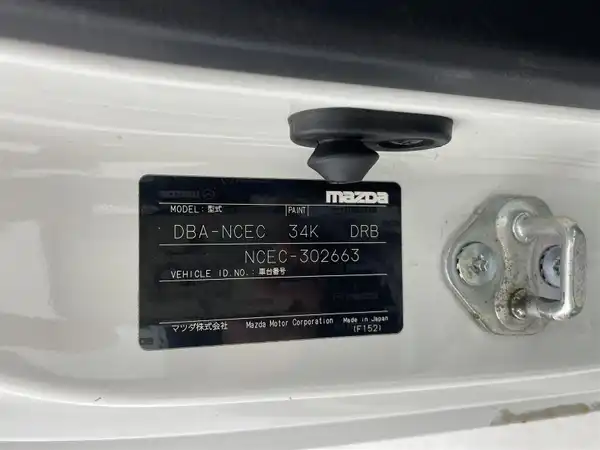 mazda
MODEL: 型式 PAINT
DBA-NCEC 34K DRB
NCEC-302663
VEHICLE ID.NO.: 車台番号
マツダ株式会社 Mazda Motor Corporation Made in Japan
(F152)